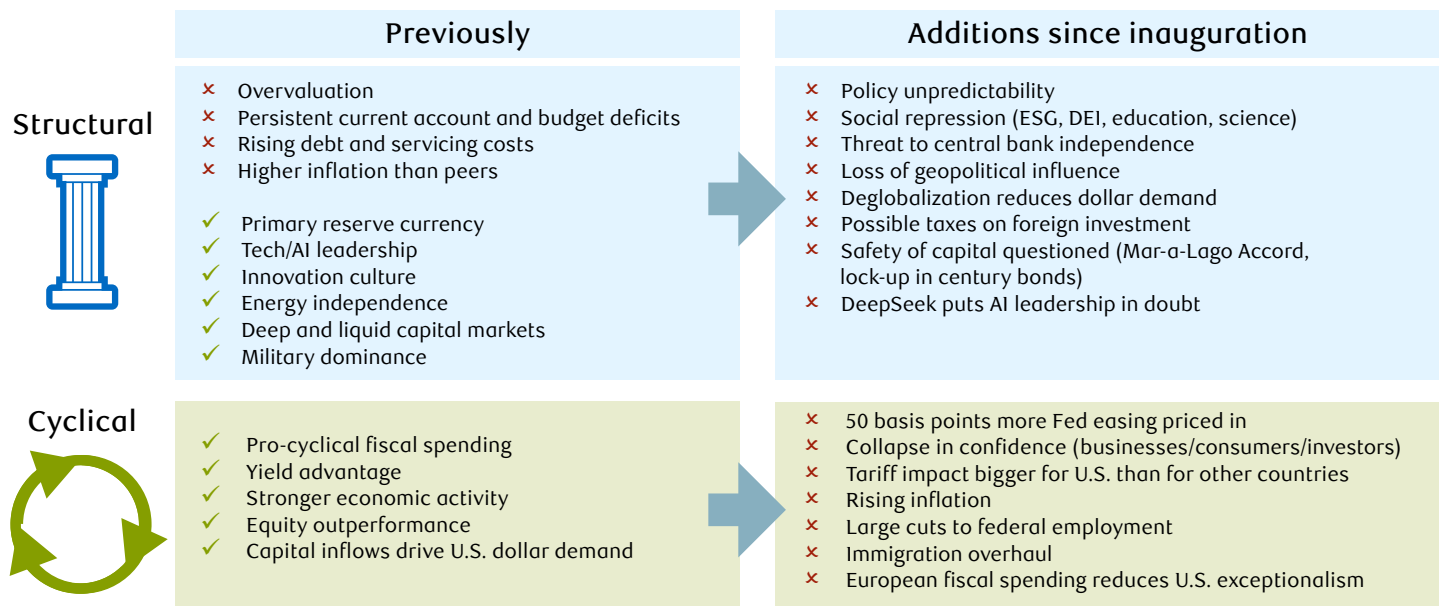 Previously
Additions since inauguration
Structural
✗ Overvaluation
✗ Persistent current account and budget deficits
✗ Rising debt and servicing costs
✗ Higher inflation than peers
✓ Primary reserve currency
✓ Tech/AI leadership
✓ Innovation culture
✓ Energy independence
✓ Deep and liquid capital markets
✓ Military dominance
✗ Policy unpredictability
✗ Social repression (ESG, DEI, education, science)
✗ Threat to central bank independence
✗ Loss of geopolitical influence
✗ Deglobalization reduces dollar demand
✗ Possible taxes on foreign investment
✗ Safety of capital questioned (Mar-a-Lago Accord,
lock-up in century bonds)
✗ DeepSeek puts AI leadership in doubt
Cyclical
✓ Pro-cyclical fiscal spending
✓ Yield advantage
✓ Stronger economic activity
✓ Equity outperformance
✓ Capital inflows drive U.S. dollar demand
✗ 50 basis points more Fed easing priced in
✗ Collapse in confidence (businesses/consumers/investors)
✗ Tariff impact bigger for U.S. than for other countries
✗ Rising inflation
✗ Large cuts to federal employment
✗ Immigration overhaul
✗ European fiscal spending reduces U.S. exceptionalism